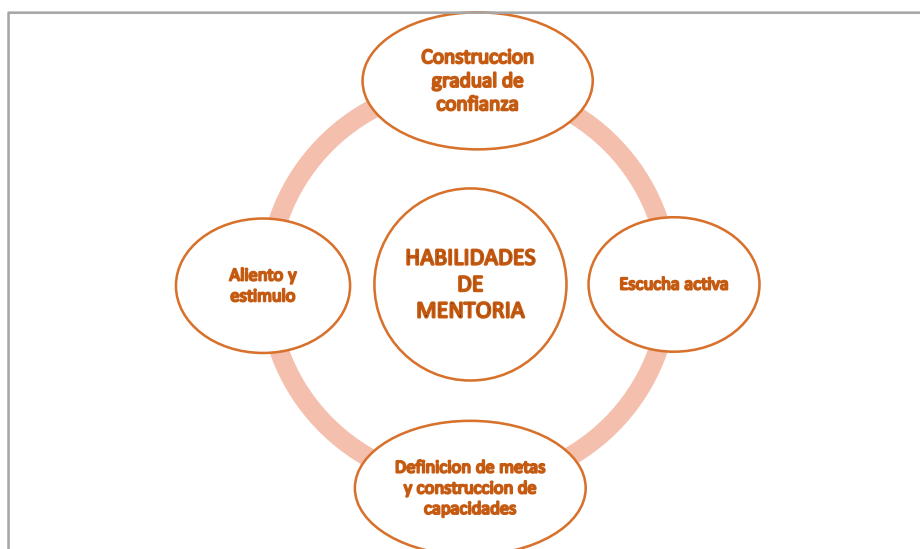 Construccion
gradual de
confianza
Aliento y
estimulo
HABILIDADES
DE
MENTORIA
Escucha activa
Definicion de metas
y construccion de
capacidades